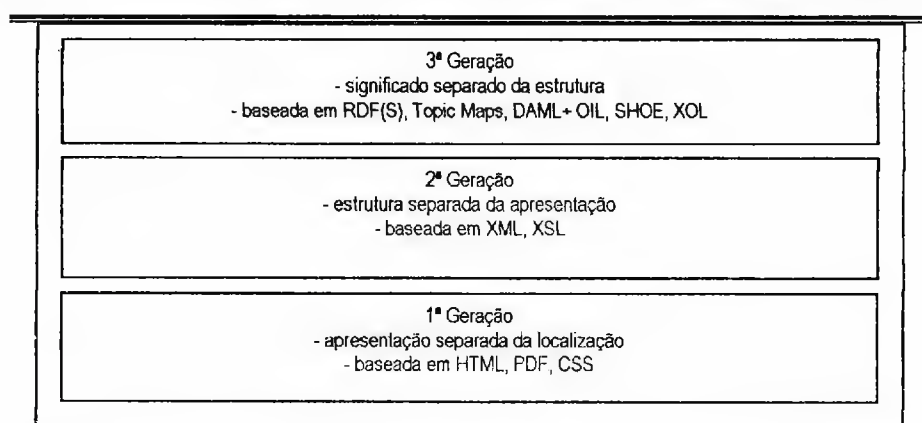 3ª Geração
- significado separado da estrutura
- baseada em RDF(S), Topic Maps, DAML+ OIL, SHOE, XOL
2ª Geração
- estrutura separada da apresentação
- baseada em XML, XSL
1ª Geração
- apresentação separada da localização
- baseada em HTML, PDF, CSS